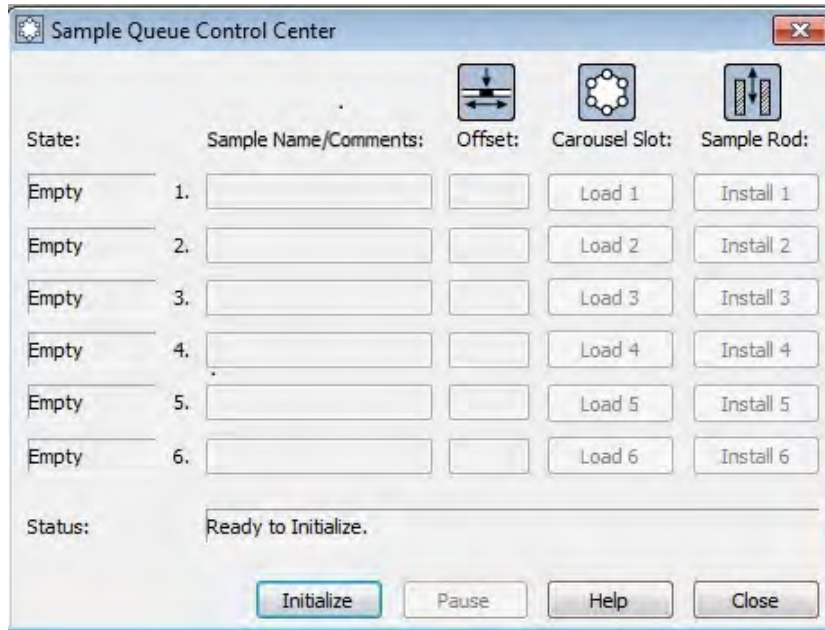 Sample Queue Control Center
State: Sample Name/Comments: Offset: Carousel Slot: Sample Rod:
Empty 1. Load 1 Install 1
Empty 2. Load 2 Install 2
Empty 3. Load 3 Install 3
Empty 4. Load 4 Install 4
Empty 5. Load 5 Install 5
Empty 6. Load 6 Install 6
Status: Ready to Initialize.
Initialize Pause Help Close